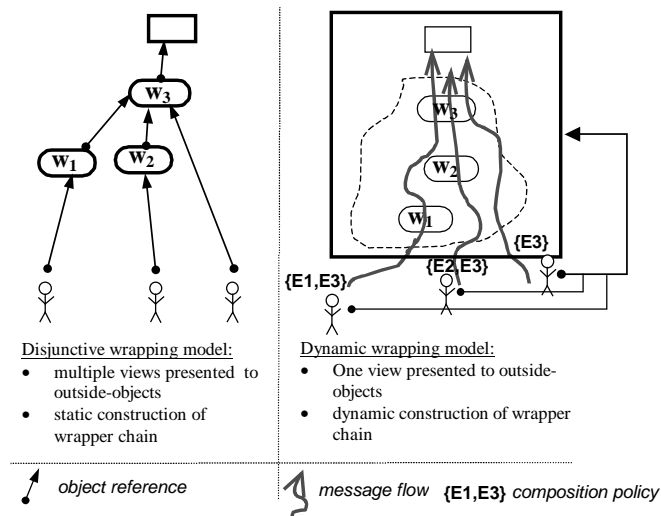 W3
W1
W2
W3
W2
W1
{E3}
{E2,E3}
{E1,E3}
Disjunctive wrapping model:
• multiple views presented to
outside-objects
• static construction of
wrapper chain
Dynamic wrapping model:
• One view presented to outside-
objects
• dynamic construction of wrapper
chain
object reference
message flow {E1,E3} composition policy